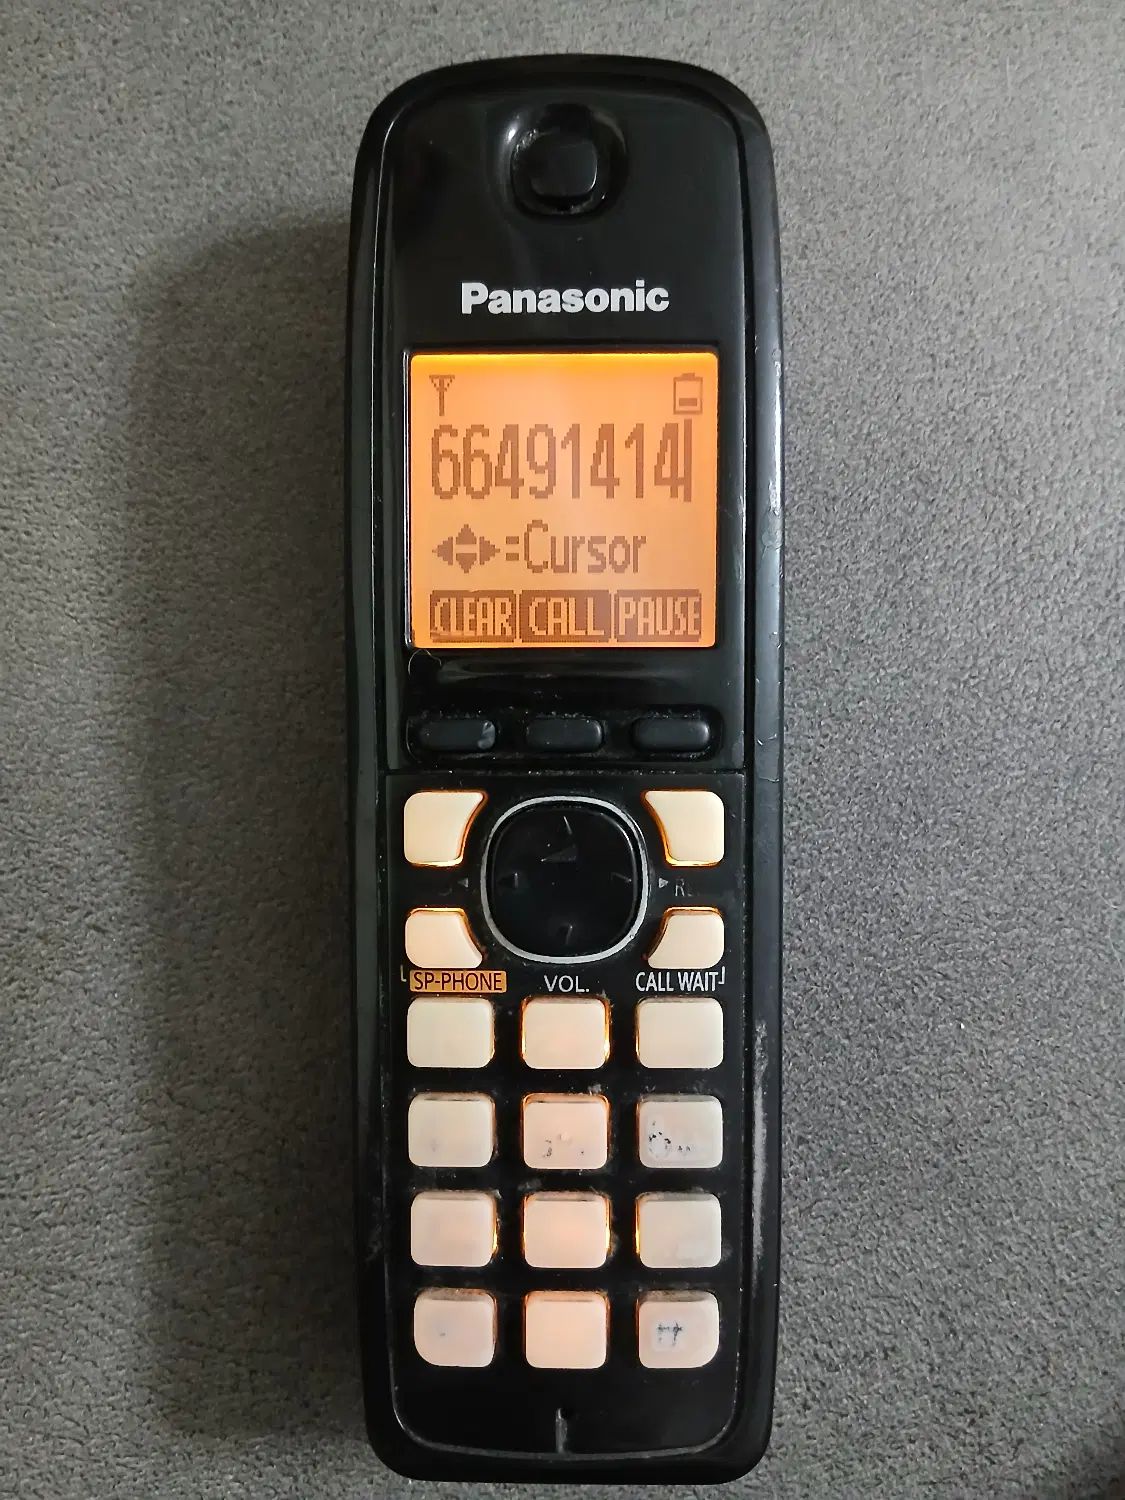 Panasonic
66491414
=Cursor
CLEAR CALL PAUSE
SP-PHONE VOL. CALL WAIT
#